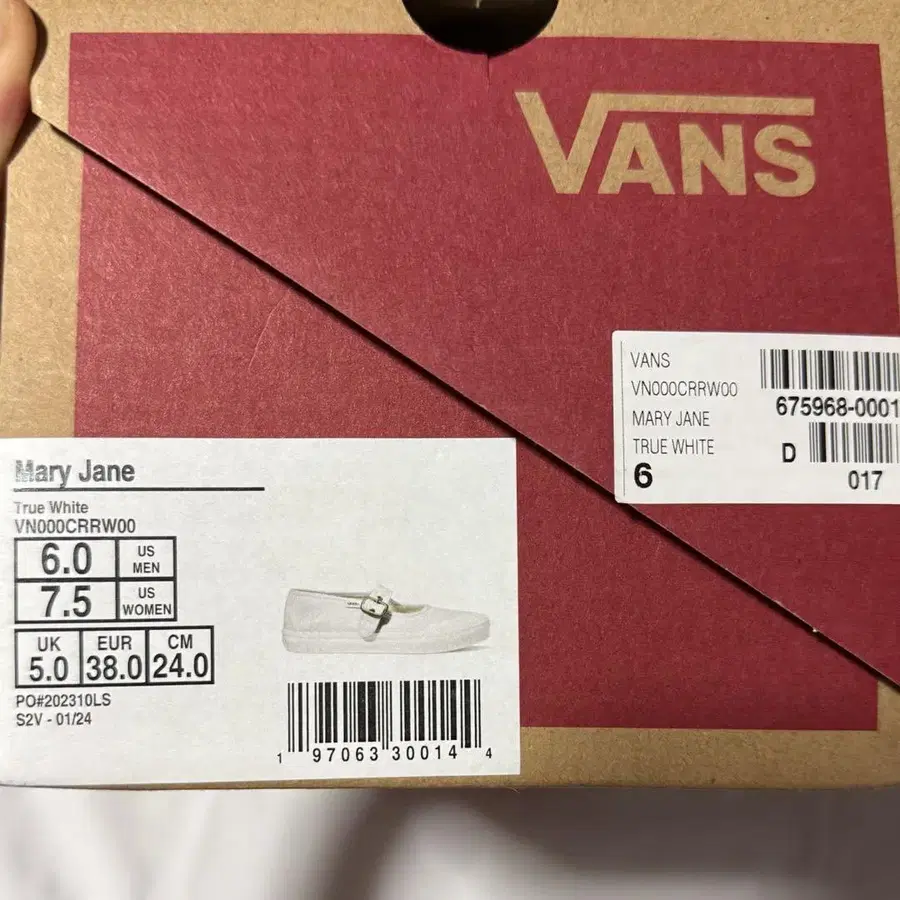 VANS
VANS
VN000CRRW00
MARY JANE
TRUE WHITE
6
675968-0001
D
017
Mary Jane
True White
VN000CRRW00
6.0 US MEN
7.5 US WOMEN
UK EUR CM
5.0 38.0 24.0
PO#202310LS
S2V - 01/24
1 97063 30014 4